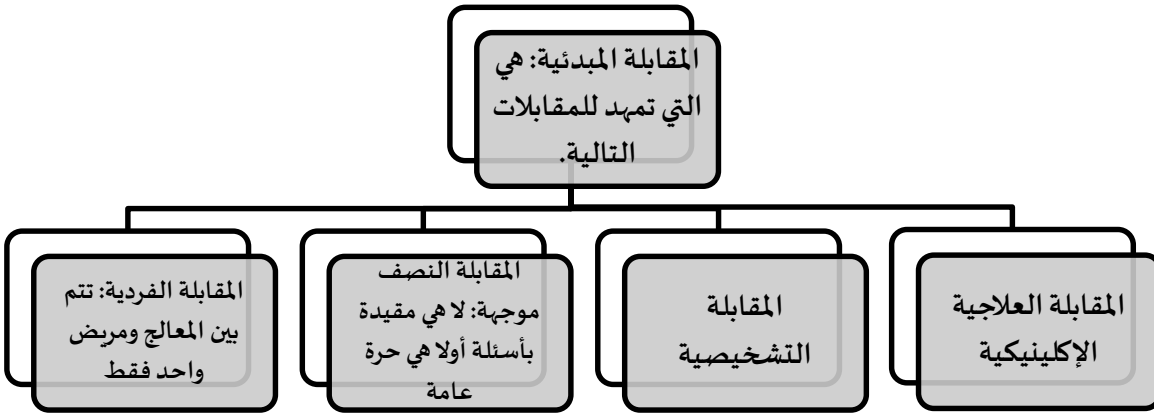 المقابلة المبدئية: هي
التي تمهد للمقابلات
التالية.
المقابلة العلاجية
الإكلينيكية
المقابلة
التشخيصية
المقابلة النصف
موجهة: لا هي مقيدة
بأسئلة أولا هي حرة
عامة
المقابلة الفردية: تتم
بين المعالج ومريض
واحد فقط